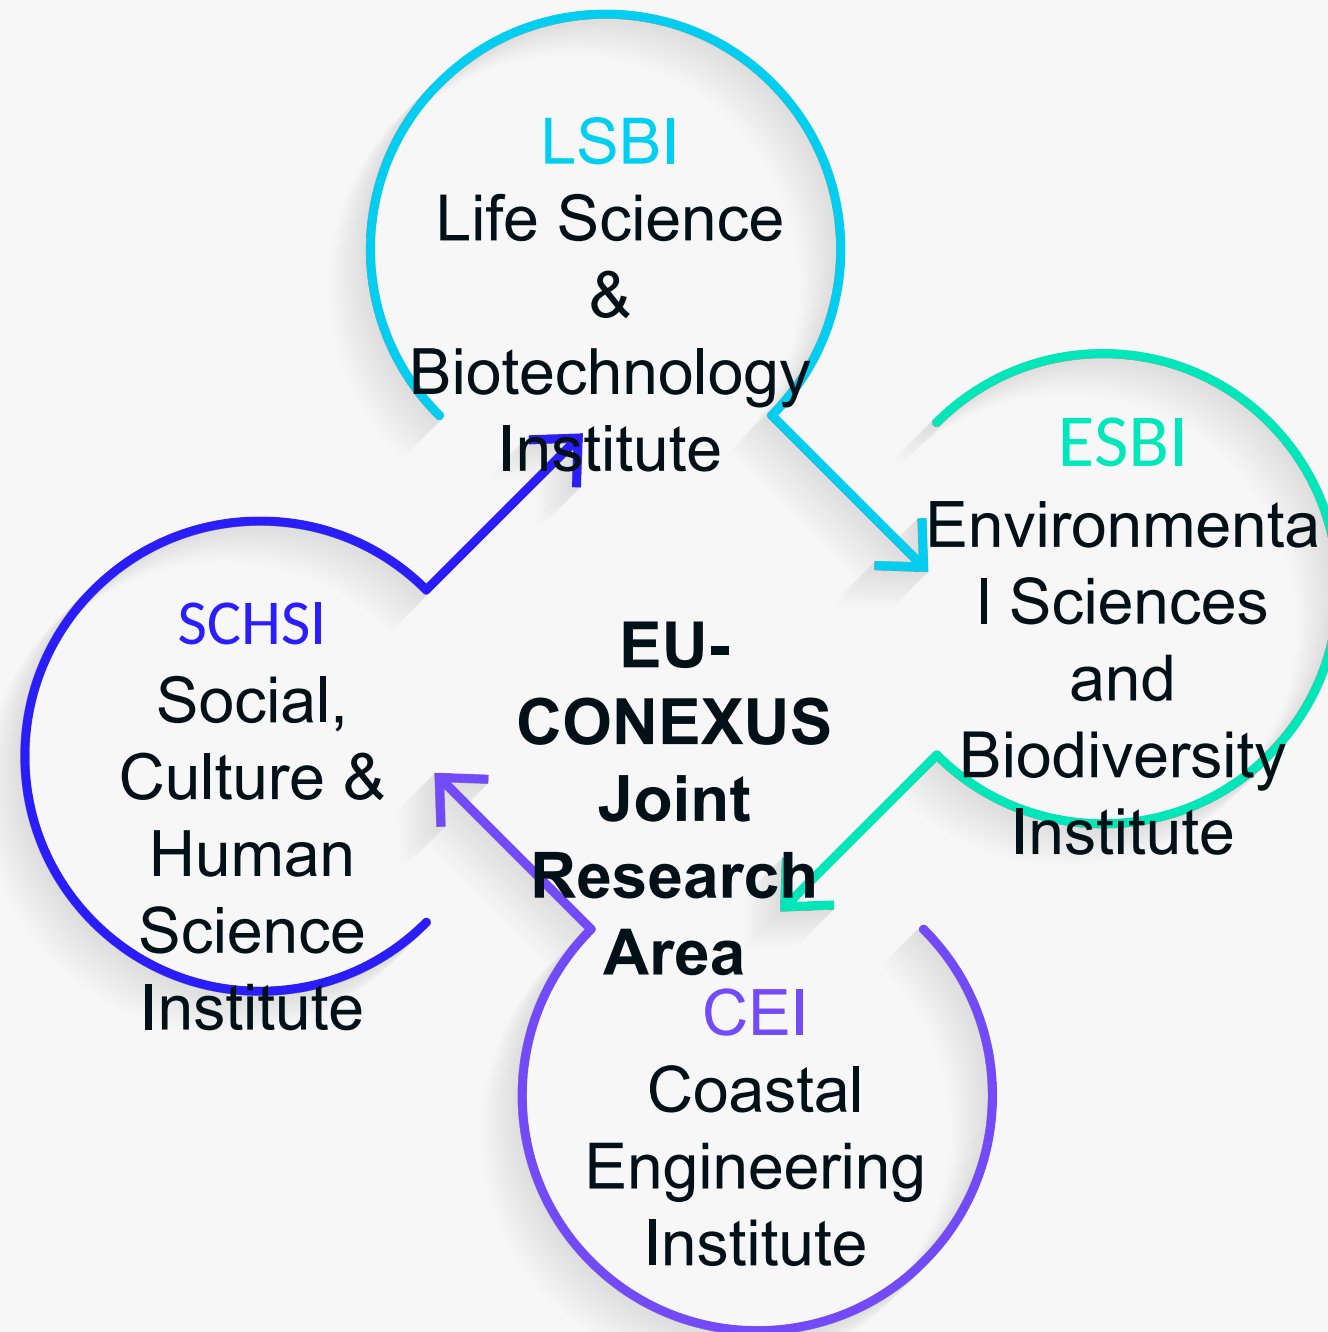 LSBI
Life Science
&
Biotechnology
Institute
ESBI
Environmenta
l Sciences
and
Biodiversity
Institute
SCHSI
Social,
Culture &
Human
Science
Institute
EU-
CONEXUS
Joint
Research
Area
CEI
Coastal
Engineering
Institute